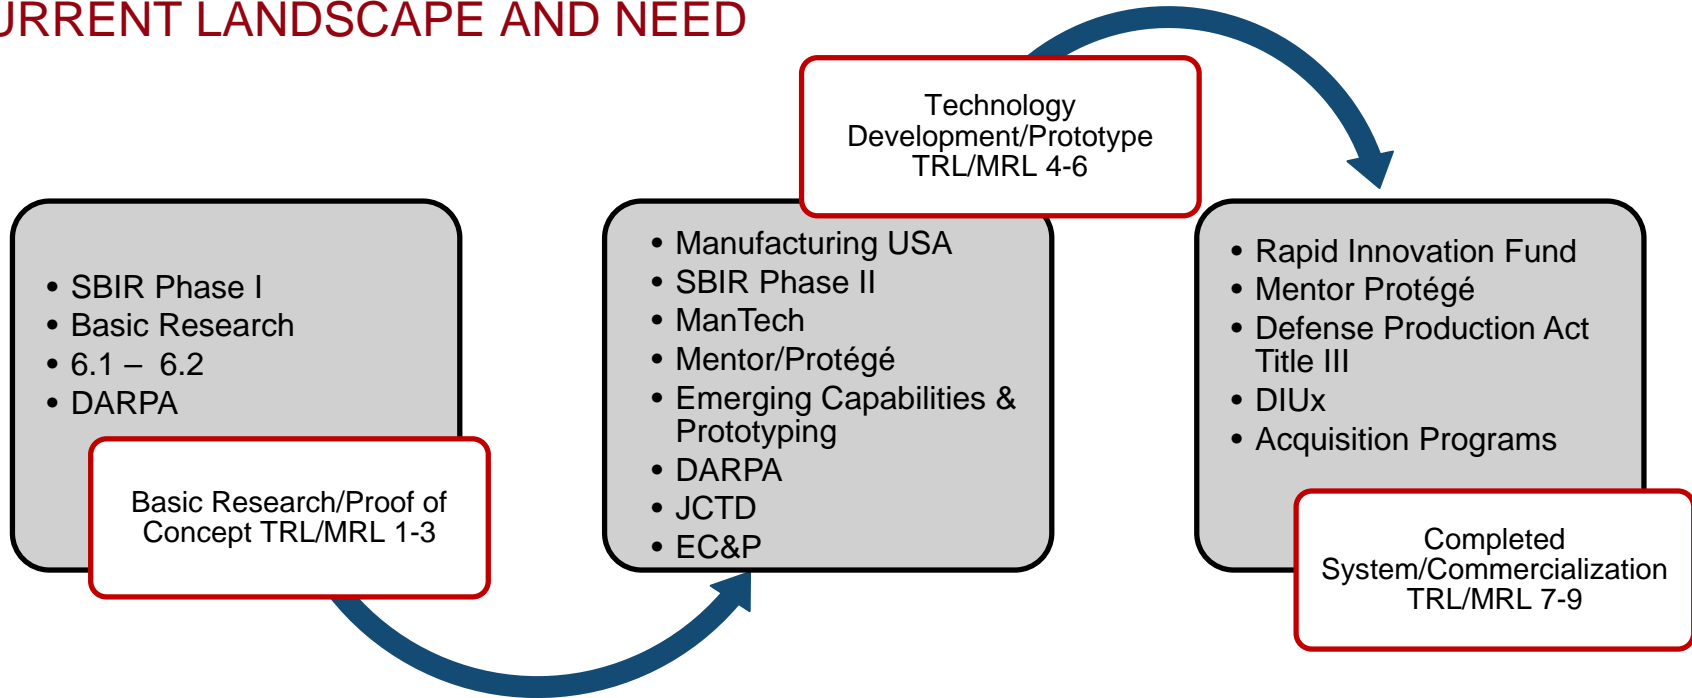 URRENT LANDSCAPE AND NEED
• SBIR Phase I
• Basic Research
• 6.1 – 6.2
• DARPA
Basic Research/Proof of
Concept TRL/MRL 1-3
Technology
Development/Prototype
TRL/MRL 4-6
• Manufacturing USA
• SBIR Phase II
• ManTech
• Mentor/Protégé
• Emerging Capabilities &
Prototyping
• DARPA
• JCTD
• EC&P
• Rapid Innovation Fund
• Mentor Protégé
• Defense Production Act
Title III
• DIUx
• Acquisition Programs
Completed
System/Commercialization
TRL/MRL 7-9